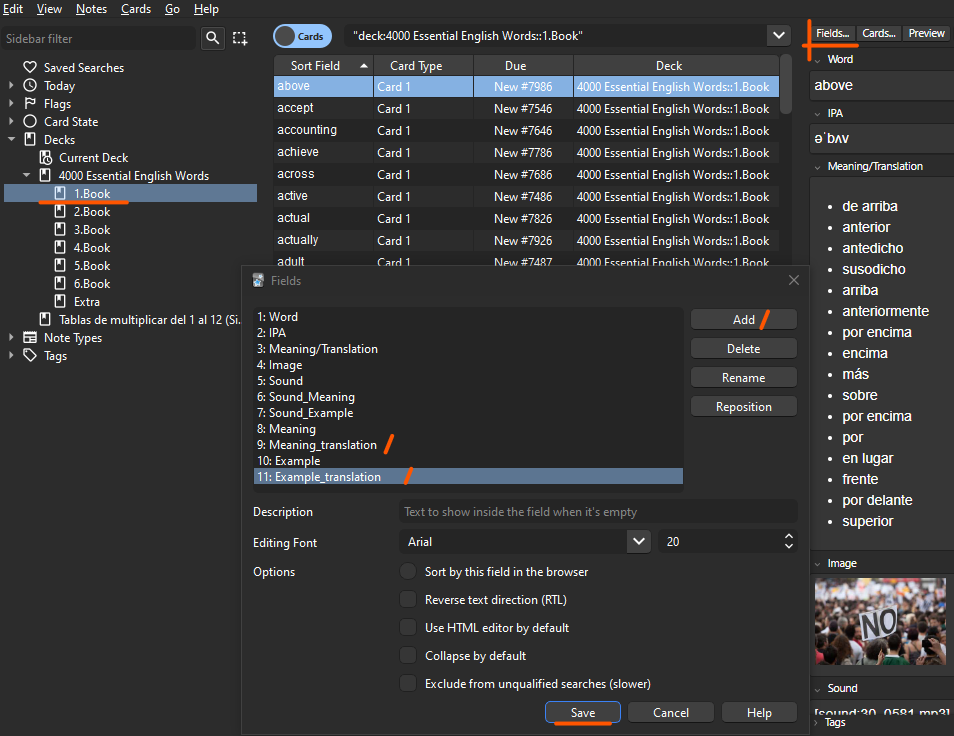 Edit View Notes Cards Go Help
Sidebar filter
Saved Searches
Today
Flags
Card State
Decks
Current Deck
4000 Essential English Words
1.Book
2.Book
3.Book
4.Book
5.Book
6.Book
Extra
Tablas de multiplicar del 1 al 12 (Si...
Note Types
Tags
Cards "deck:4000 Essential English Words::1.Book"
Sort Field Card Type Due Deck
above Card 1 New #7986 4000 Essential English Words::1.Book
accept Card 1 New #7546 4000 Essential English Words::1.Book
accounting Card 1 New #7646 4000 Essential English Words::1.Book
achieve Card 1 New #7786 4000 Essential English Words::1.Book
across Card 1 New #7686 4000 Essential English Words::1.Book
active Card 1 New #7486 4000 Essential English Words::1.Book
actual Card 1 New #7826 4000 Essential English Words::1.Book
actually Card 1 New #7926 4000 Essential English Words::1.Book
adult Card 1 New #7487 4000 Essential English Words::1.Book
Fields... Cards... Preview
Word
above
IPA
əˈbʌv
Meaning/Translation
• de arriba
• anterior
• antedicho
• susodicho
• arriba
• anteriormente
• por encima
• encima
• más
• sobre
• por encima
• por
• en lugar
• frente
• por delante
• superior
Image
NO
Sound
[sound:30_0581.mp3]
Tags
Fields
1: Word
2: IPA
3: Meaning/Translation
4: Image
5: Sound
6: Sound_Meaning
7: Sound_Example
8: Meaning
9: Meaning_translation
10: Example
11: Example_translation
Add
Delete
Rename
Reposition
Description Text to show inside the field when it's empty
Editing Font Arial 20
Options Sort by this field in the browser
Reverse text direction (RTL)
Use HTML editor by default
Collapse by default
Exclude from unqualified searches (slower)
Save Cancel Help